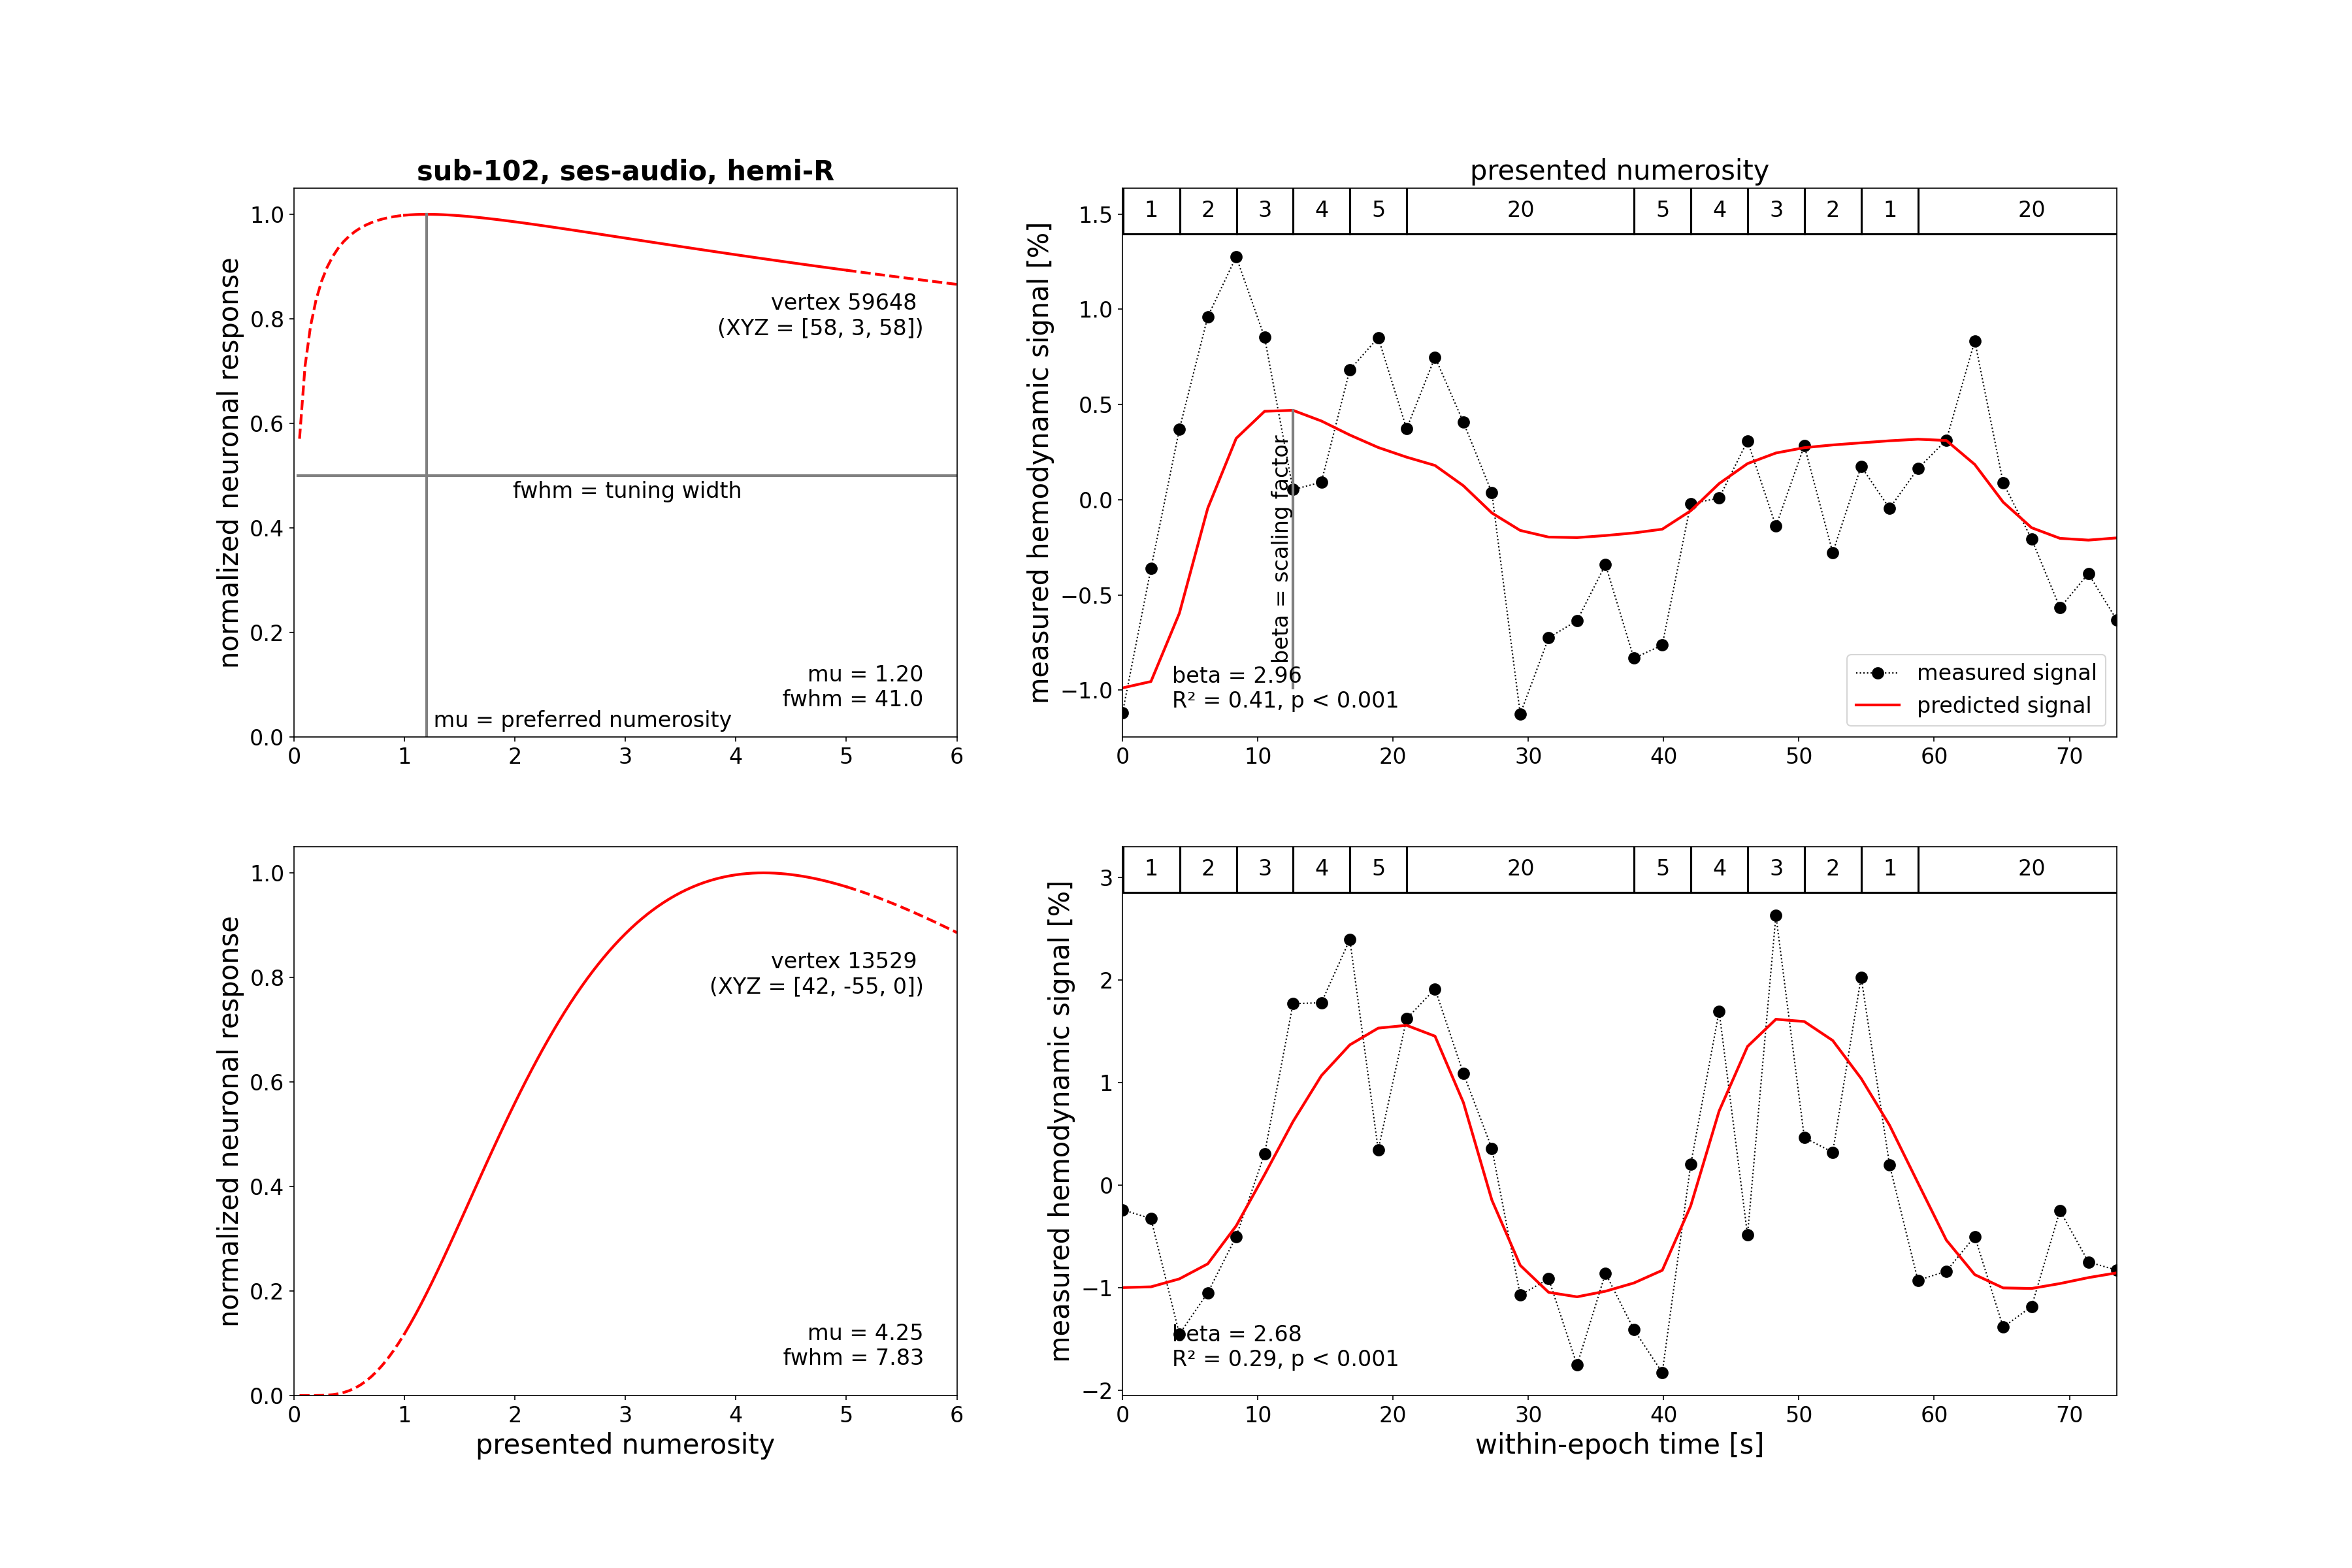 sub-102, ses-audio, hemi-R
normalized neuronal response
1.0
0.8
0.6
0.4
0.2
0.0
vertex 59648
(XYZ = [58, 3, 58])
fwhm = tuning width
mu = 1.20
fwhm = 41.0
mu = preferred numerosity
0 1 2 3 4 5 6
presented numerosity
1 2 3 4 5 20 5 4 3 2 1 20
measured hemodynamic signal [%]
1.5
1.0
0.5
0.0
−0.5
−1.0
beta = scaling factor
beta = 2.96
R² = 0.41, p < 0.001
measured signal
predicted signal
0 10 20 30 40 50 60 70
normalized neuronal response
1.0
0.8
0.6
0.4
0.2
0.0
vertex 13529
(XYZ = [42, -55, 0])
mu = 4.25
fwhm = 7.83
0 1 2 3 4 5 6
presented numerosity
1 2 3 4 5 20 5 4 3 2 1 20
measured hemodynamic signal [%]
3
2
1
0
−1
−2
beta = 2.68
R² = 0.29, p < 0.001
0 10 20 30 40 50 60 70
within-epoch time [s]